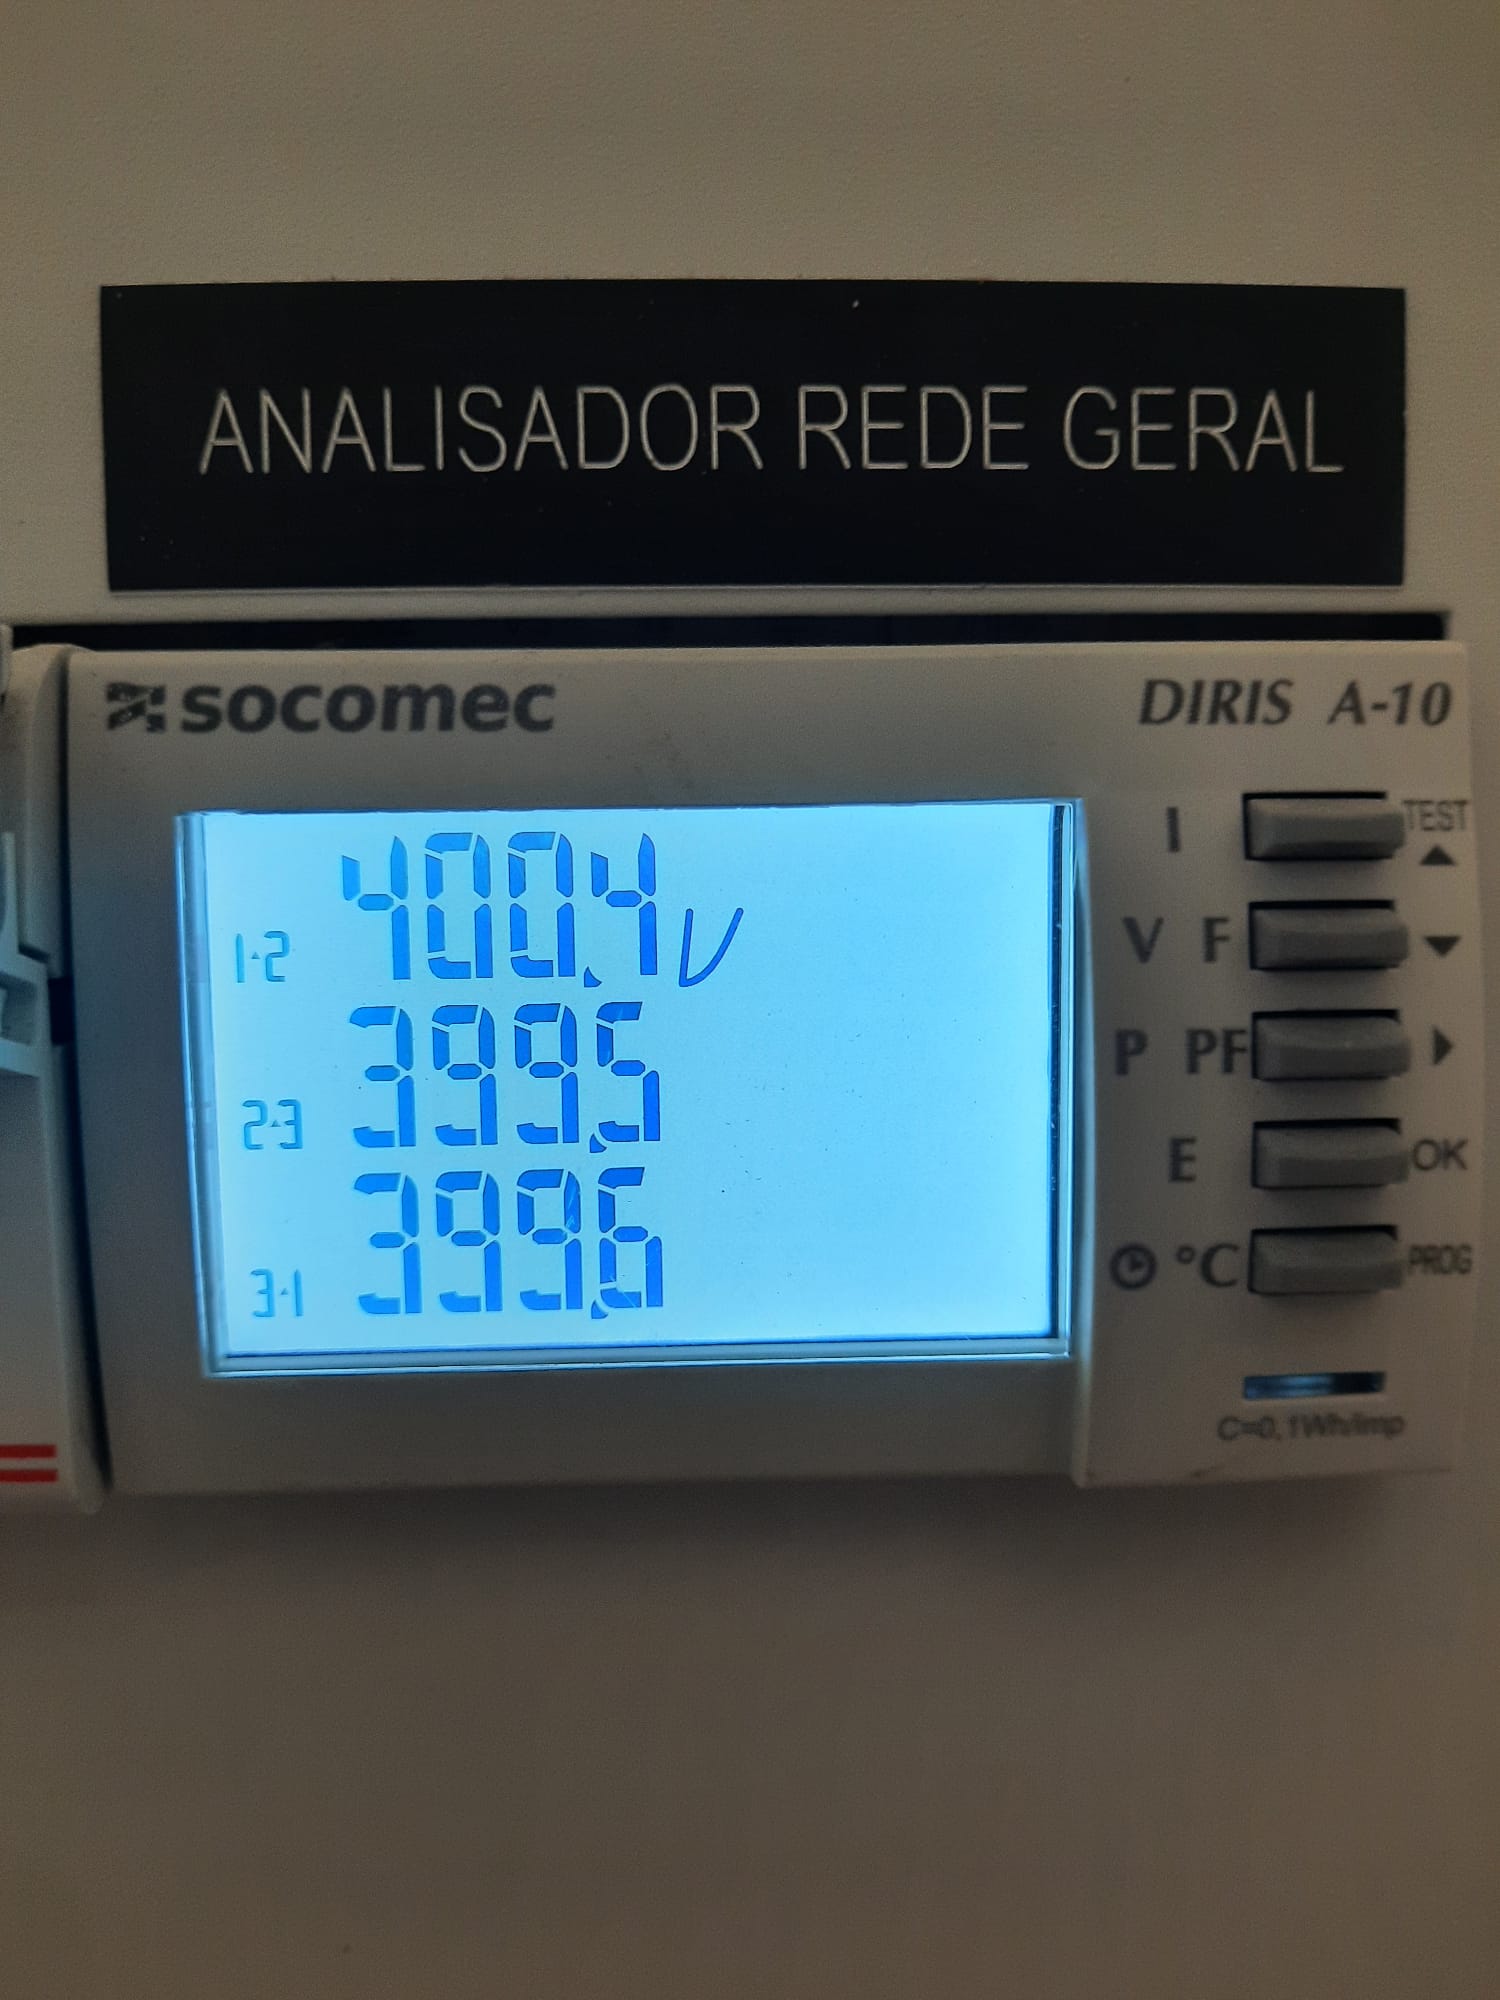 ANALISADOR REDE GERAL
socomec
DIRIS A-10
1-2 400.4 V
2-3 399.5
3-1 399.6
I TEST
V F
P PF
E OK
°C PROG
C=0,1Wh/imp